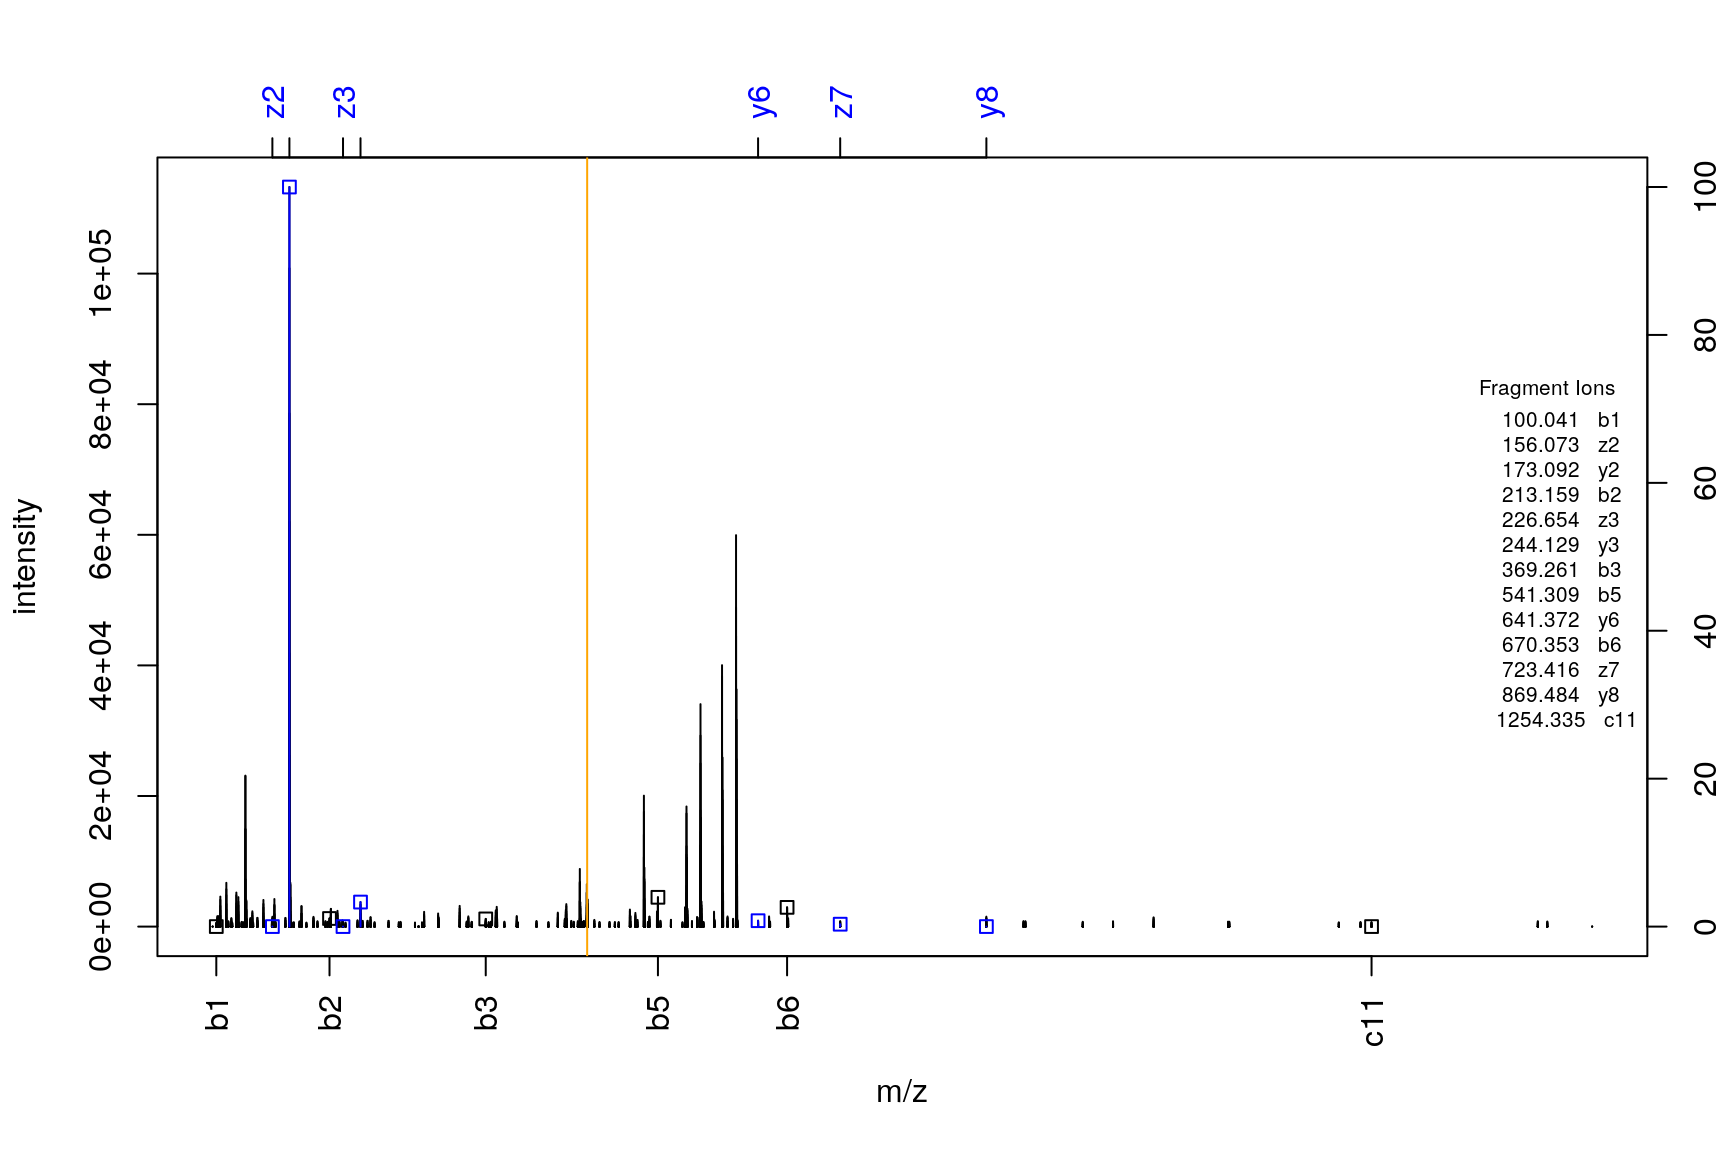 z2 z3 y6 z7 y8
intensity
0e+00 2e+04 4e+04 6e+04 8e+04 1e+05
0 20 40 60 80 100
Fragment Ions
100.041 b1
156.073 z2
173.092 y2
213.159 b2
226.654 z3
244.129 y3
369.261 b3
541.309 b5
641.372 y6
670.353 b6
723.416 z7
869.484 y8
1254.335 c11
b1 b2 b3 b5 b6 c11
m/z